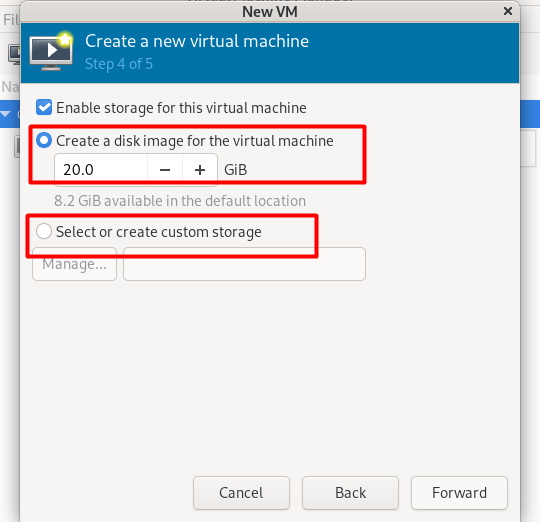 New VM
Fil
Create a new virtual machine
Step 4 of 5
Na
Enable storage for this virtual machine
Create a disk image for the virtual machine
20.0 − + GiB
8.2 GiB available in the default location
Select or create custom storage
Manage...
Cancel Back Forward